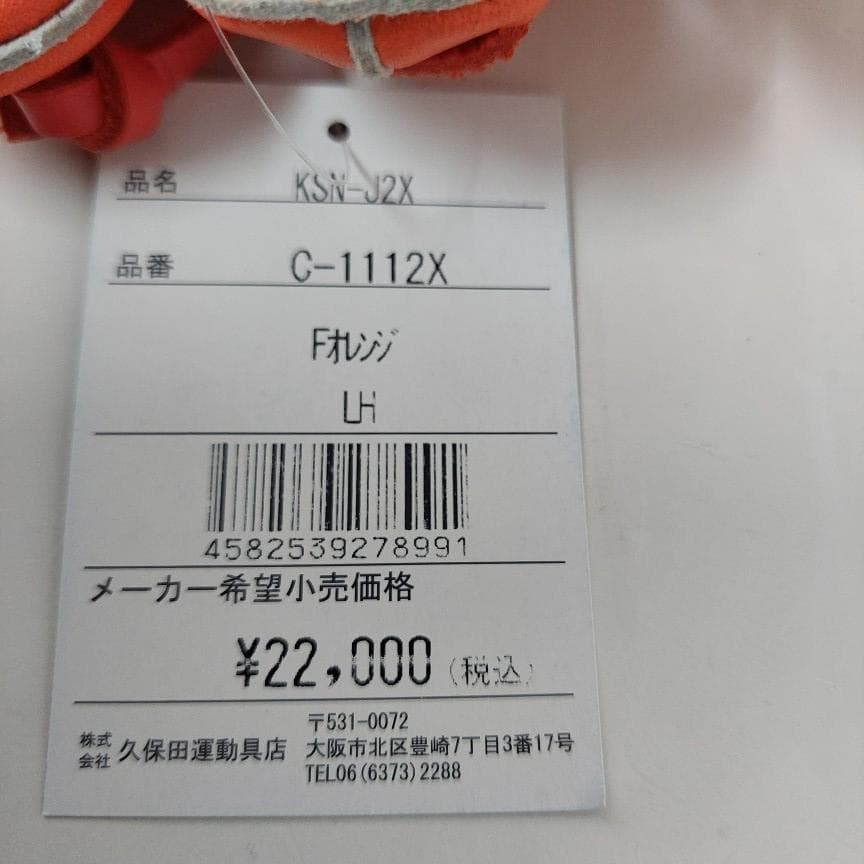 品名 KSN-J2X
品番 C-1112X
Fオレンジ
LH
4582539278991
メーカー希望小売価格
¥22,000 (税込)
株式会社 久保田運動具店
〒531-0072
大阪市北区豊崎7丁目3番17号
TEL06(6373)2288